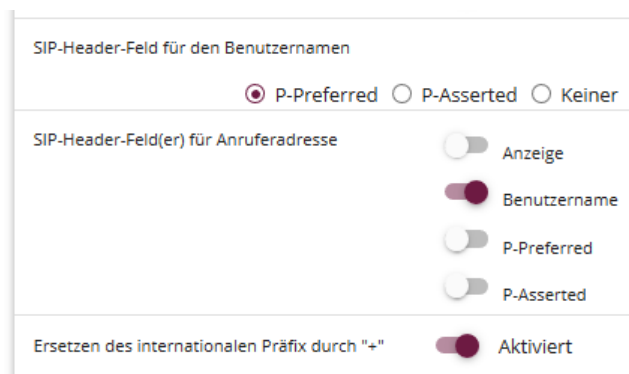 SIP-Header-Feld für den Benutzernamen
P-Preferred P-Asserted Keiner
SIP-Header-Feld(er) für Anruferadresse
Anzeige
Benutzername
P-Preferred
P-Asserted
Ersetzen des internationalen Präfix durch "+" Aktiviert